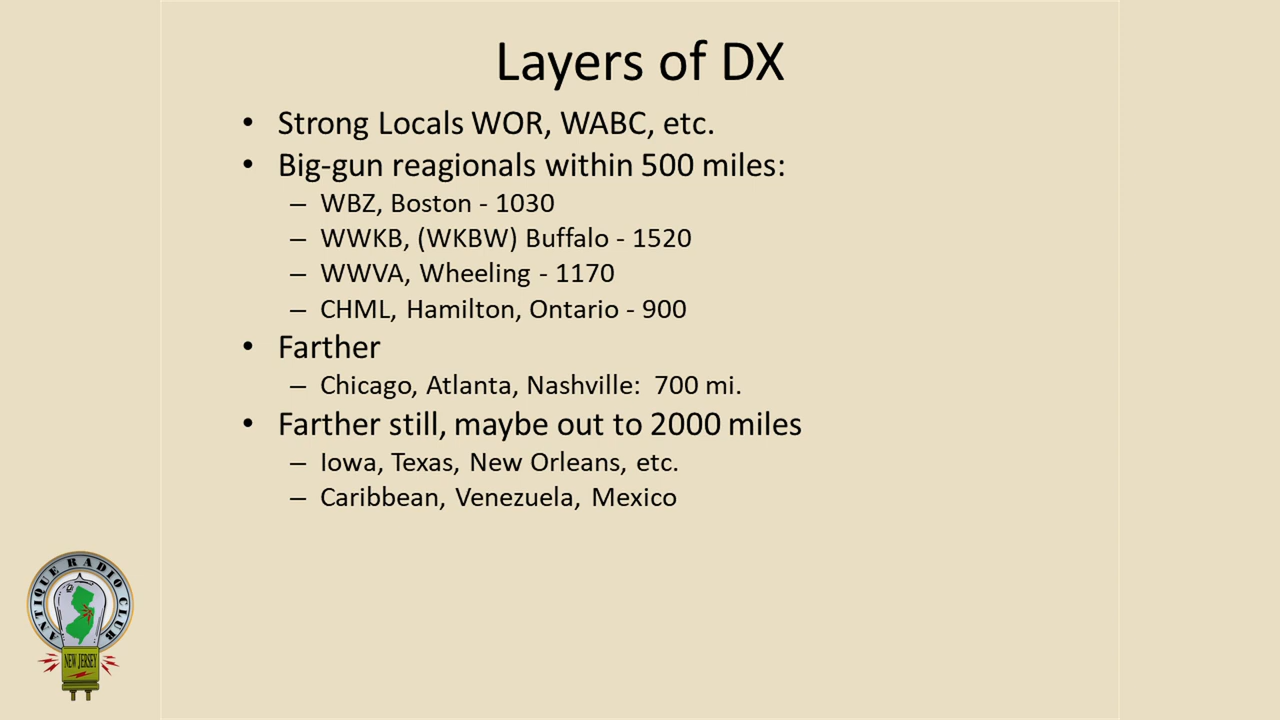 Layers of DX
• Strong Locals WOR, WABC, etc.
• Big-gun reagionals within 500 miles:
– WBZ, Boston - 1030
– WWKB, (WKBW) Buffalo - 1520
– WWVA, Wheeling - 1170
– CHML, Hamilton, Ontario - 900
• Farther
– Chicago, Atlanta, Nashville:  700 mi.
• Farther still, maybe out to 2000 miles
– Iowa, Texas, New Orleans, etc.
– Caribbean, Venezuela, Mexico
ANTIQUE RADIO CLUB
NEW JERSEY